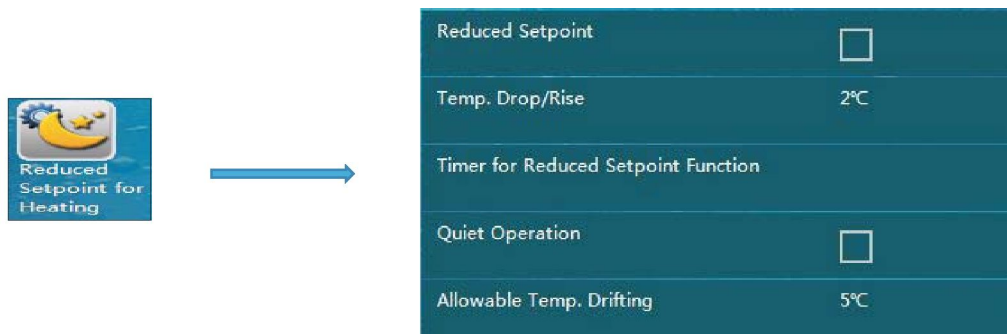 Reduced
Setpoint for
Heating
Reduced Setpoint
Temp. Drop/Rise 2℃
Timer for Reduced Setpoint Function
Quiet Operation
Allowable Temp. Drifting 5℃